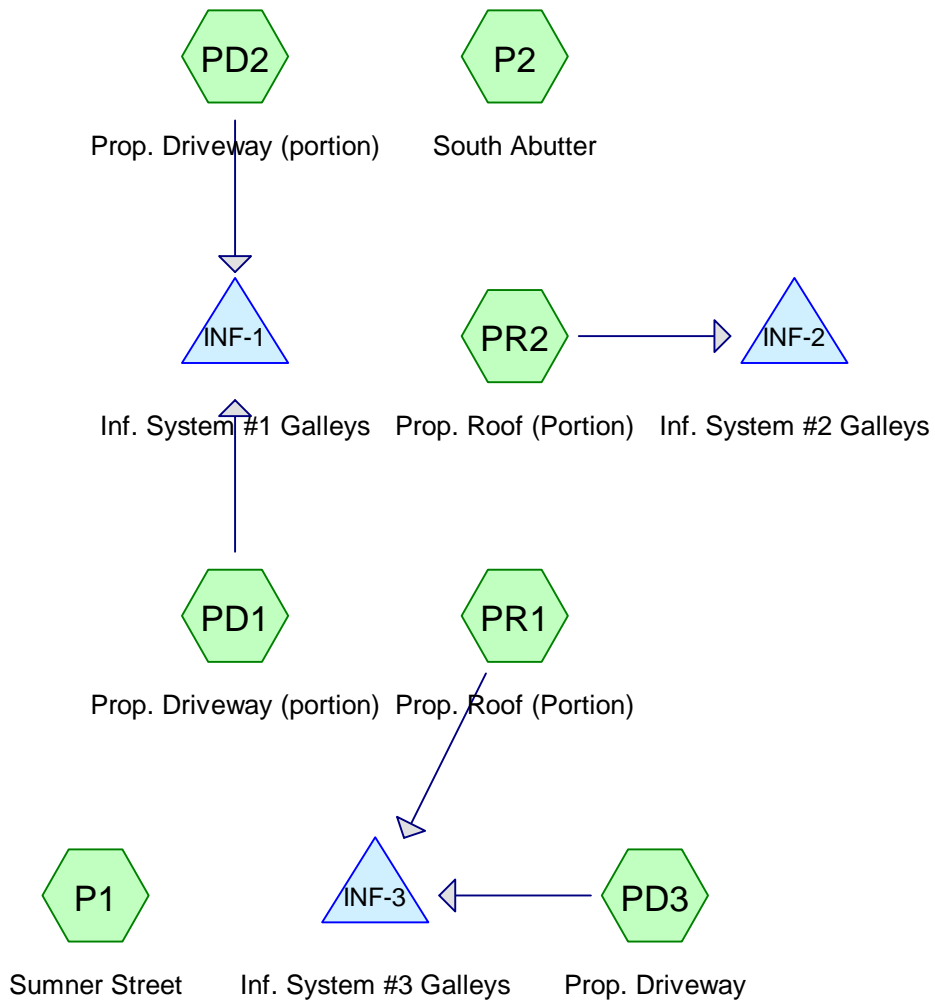 PD2
P2
Prop. Driveway (portion)
South Abutter
INF-1
PR2
INF-2
Inf. System #1 Galleys
Prop. Roof (Portion)
Inf. System #2 Galleys
PD1
PR1
Prop. Driveway (portion)
Prop. Roof (Portion)
P1
INF-3
PD3
Sumner Street
Inf. System #3 Galleys
Prop. Driveway